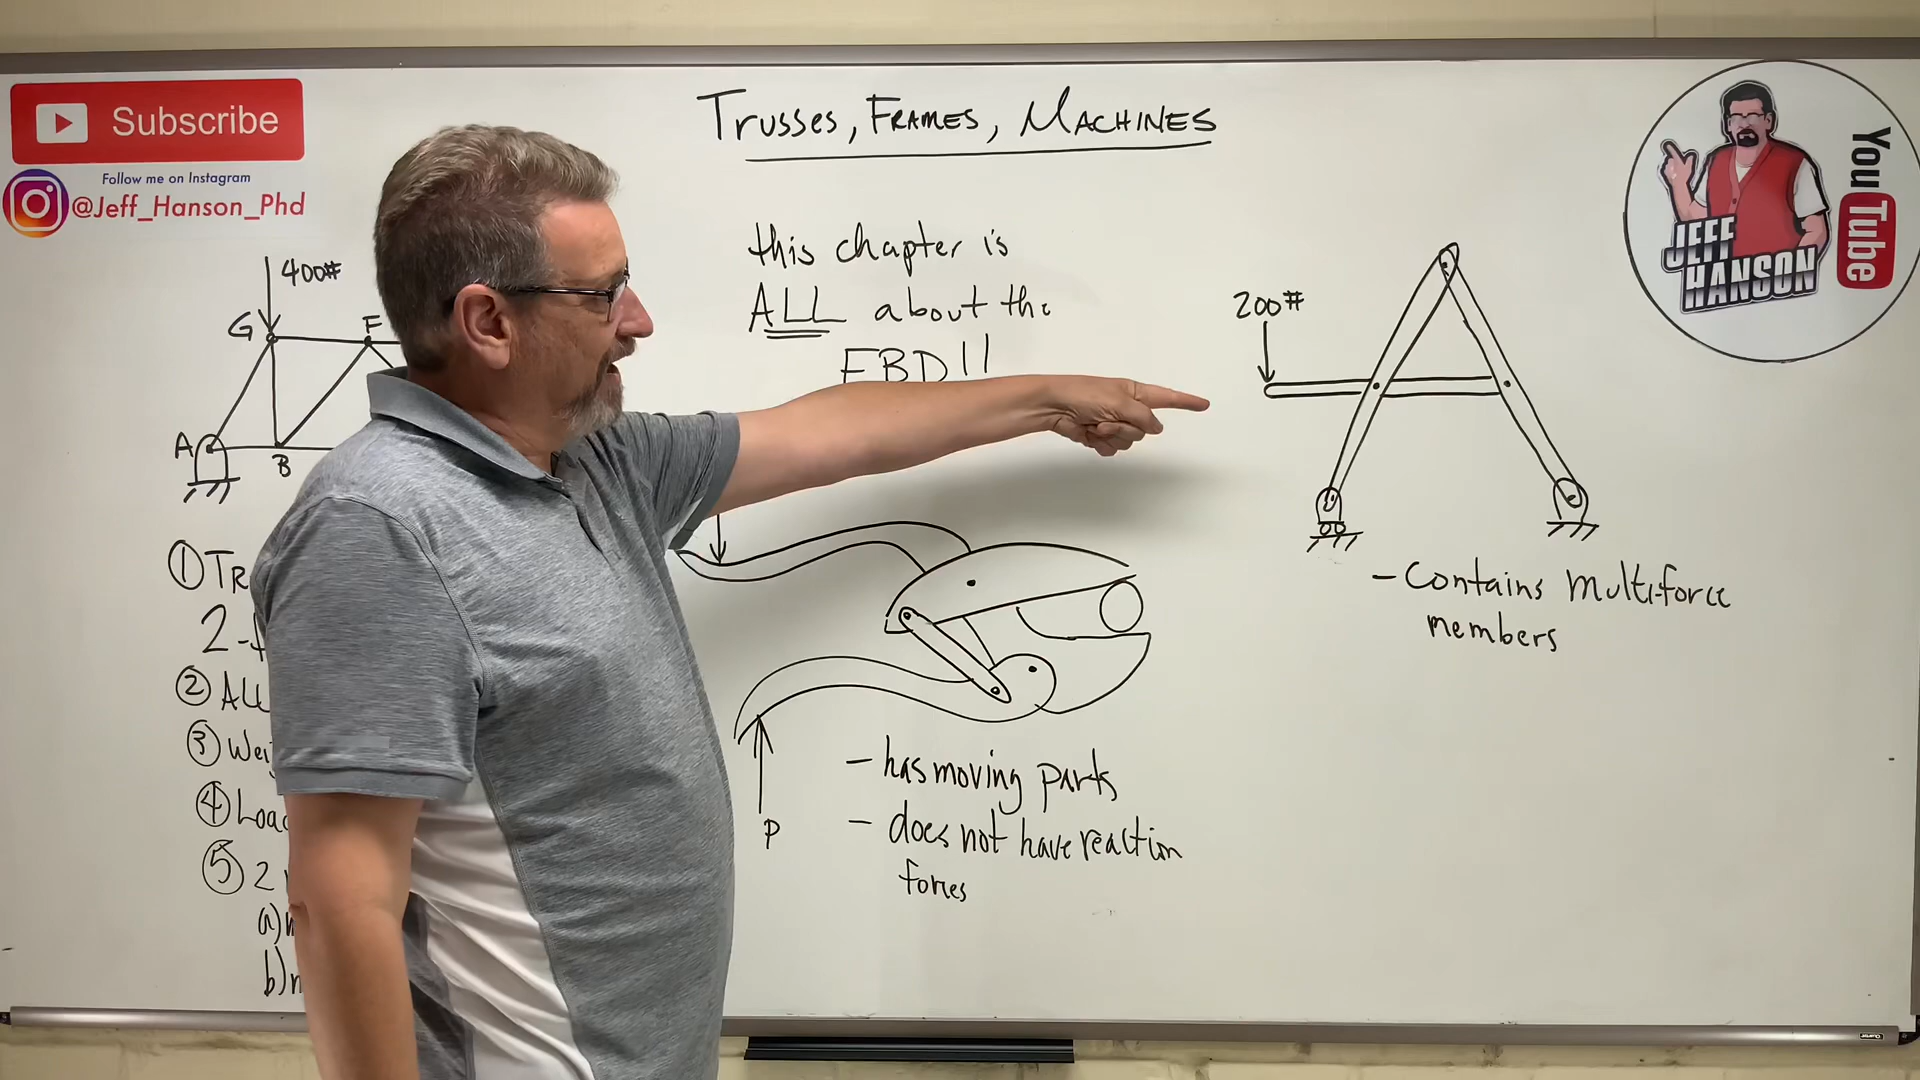 Subscribe
Follow me on Instagram
@Jeff_Hanson_Phd
Trusses, FRAMES, MACHINES
this chapter is
ALL about the
FBD!!
400#
G F
A B
① TR
2-f
② ALL
③ Wei
④ Loa
⑤ 2
a)
b)
P
- has moving parts
- does not have reaction
forces
200#
- Contains Multi-force
members
JEFF
HANSON
YouTube